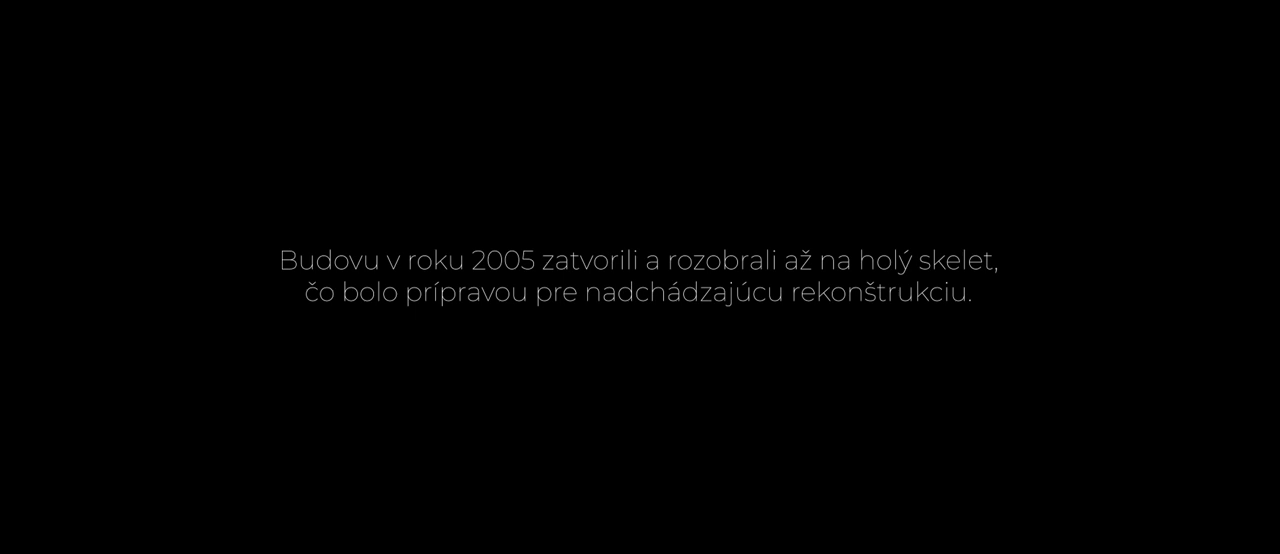 Budovu v roku 2005 zatvorili a rozobrali až na holý skelet,
čo bolo prípravou pre nadchádzajúcu rekonštrukciu.